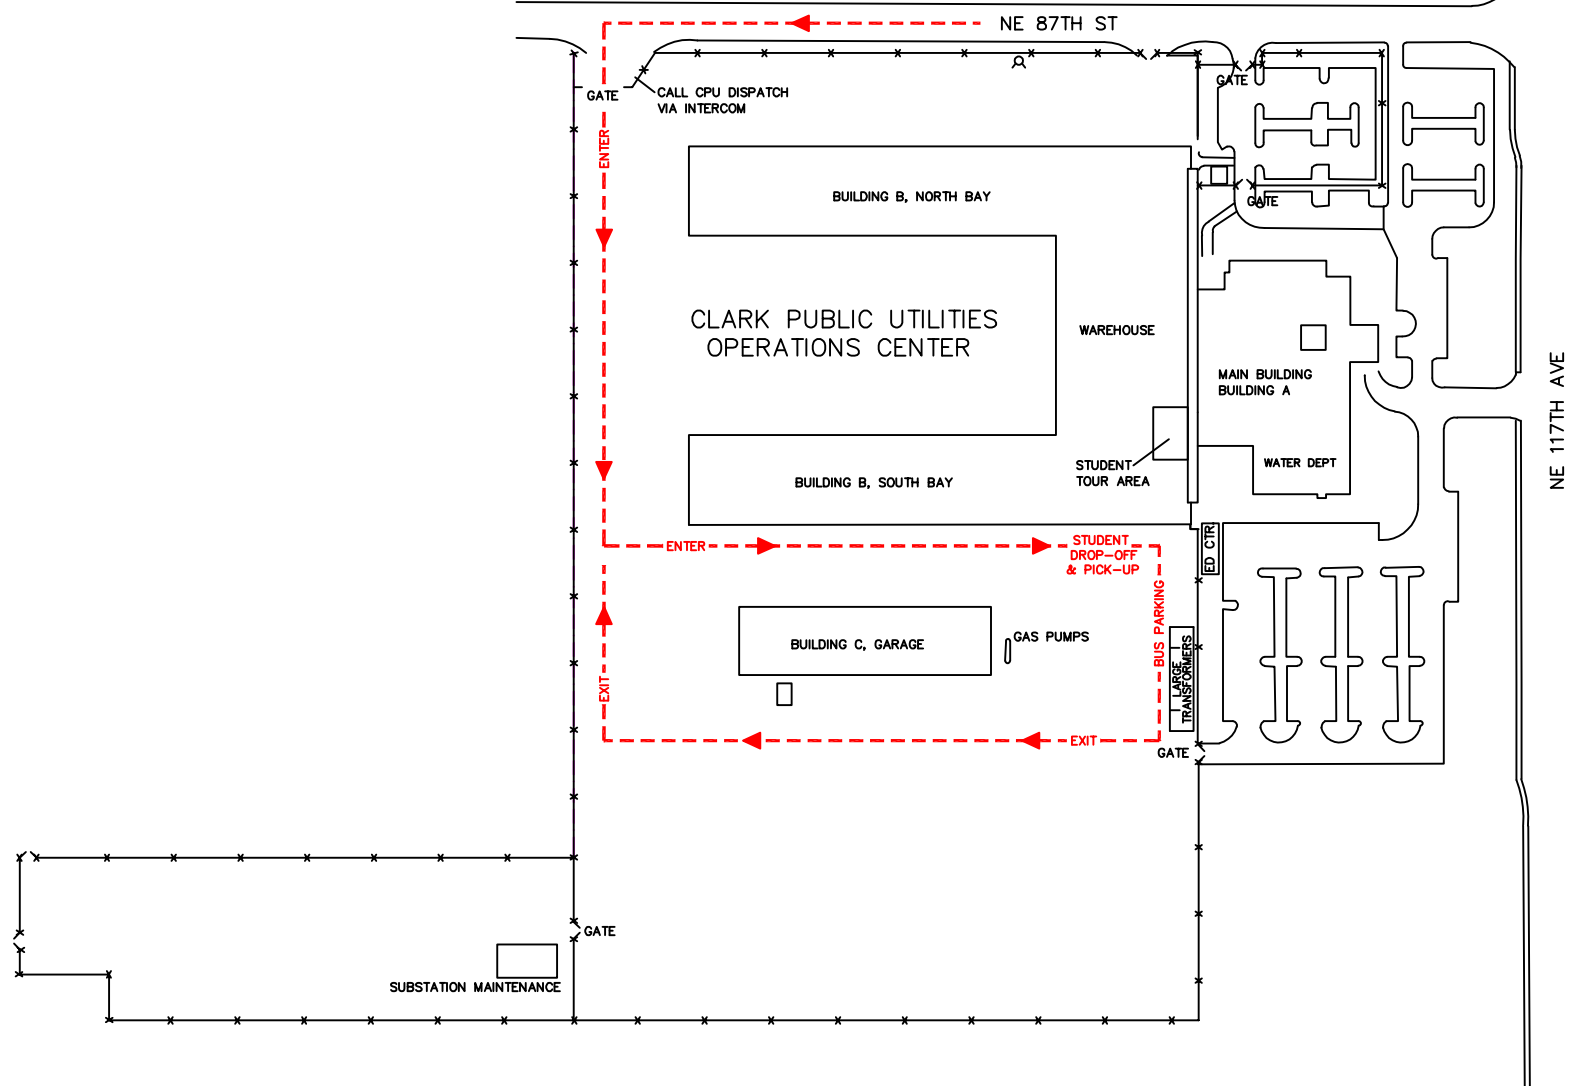 NE 87TH ST
GATE
CALL CPU DISPATCH
VIA INTERCOM
GATE
ENTER
BUILDING B, NORTH BAY
GATE
CLARK PUBLIC UTILITIES
OPERATIONS CENTER
WAREHOUSE
MAIN BUILDING
BUILDING A
NE 117TH AVE
STUDENT
TOUR AREA
WATER DEPT
BUILDING B, SOUTH BAY
ED CTR.
ENTER
STUDENT
DROP-OFF
& PICK-UP
BUS PARKING
BUILDING C, GARAGE
GAS PUMPS
LARGE
TRANSFORMERS
EXIT
EXIT
GATE
GATE
SUBSTATION MAINTENANCE